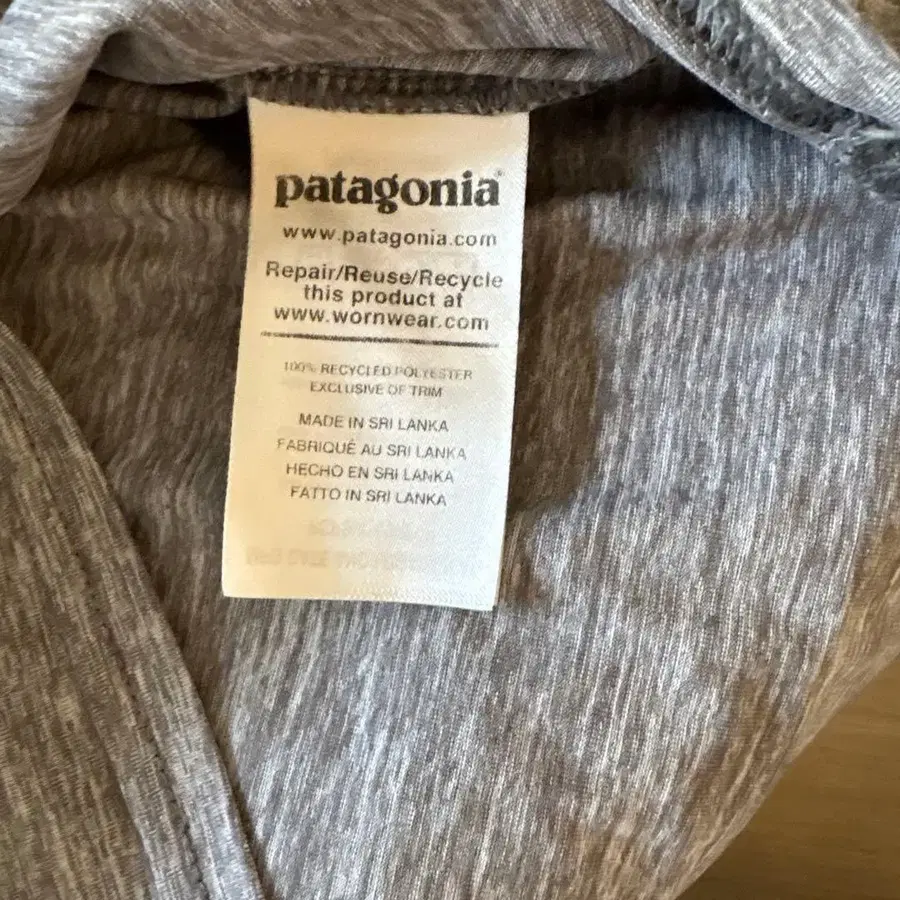 patagonia®
www.patagonia.com
Repair/Reuse/Recycle
this product at
www.wornwear.com
100% RECYCLED POLYESTER
EXCLUSIVE OF TRIM
MADE IN SRI LANKA
FABRIQUÉ AU SRI LANKA
HECHO EN SRI LANKA
FATTO IN SRI LANKA